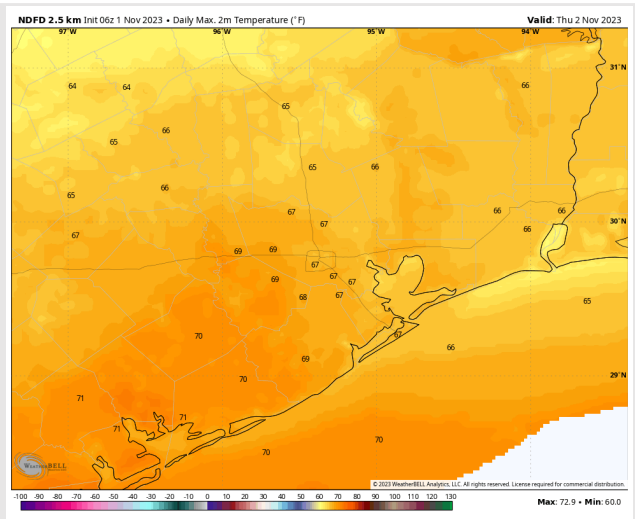 NDFD 2.5 km Init 06z 1 Nov 2023 • Daily Max. 2m Temperature (°F)
Valid: Thu 2 Nov 2023
97°W 96°W 95°W 94°W
31°N
64 64 66
65
65 66
65 66
65 66
67 66 66
67 66
67
30°N
69 69
67
69 67 67
68 67
65
70 67
66
69
29°N
70
71
71
71
70
70
WEATHERBELL
© 2023 WeatherBELL Analytics, LLC. All rights reserved. License required for commercial distribution.
-100 -90 -80 -70 -60 -50 -40 -30 -20 -10 0 10 20 30 40 50 60 70 80 90 100 110 120 130
Max: 72.9 • Min: 60.0